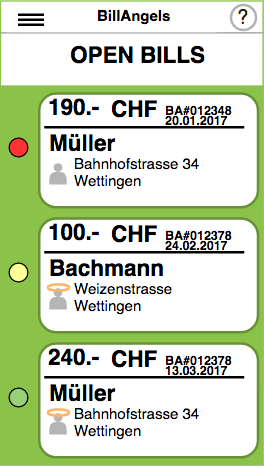 BillAngels
?
OPEN BILLS
190.- CHF BA#012348
20.01.2017
Müller
Bahnhofstrasse 34
Wettingen
100.- CHF BA#012378
24.02.2017
Bachmann
Weizenstrasse
Wettingen
240.- CHF BA#012378
13.03.2017
Müller
Bahnhofstrasse 34
Wettingen